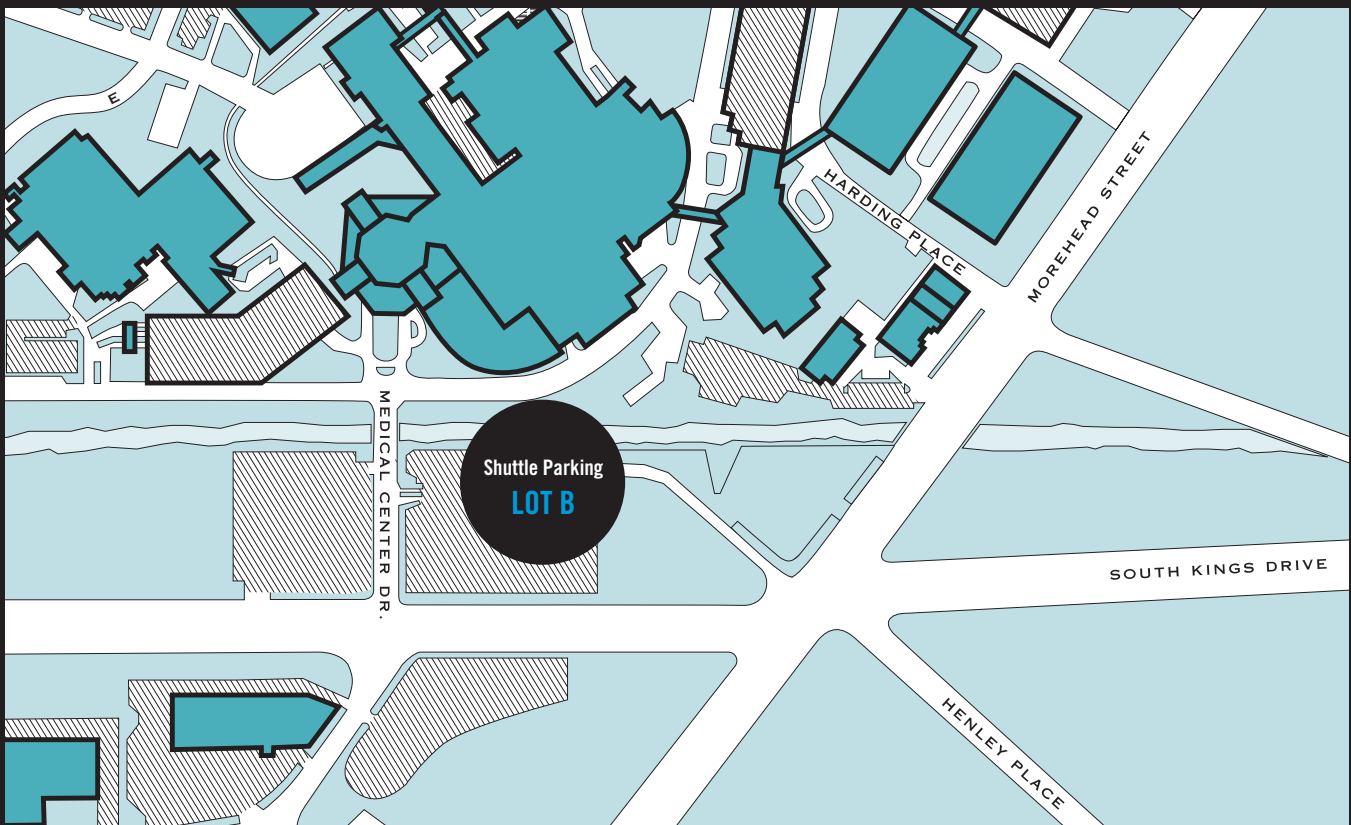 E
HARDING PLACE
MOREHEAD STREET
MEDICAL CENTER DR.
Shuttle Parking
LOT B
SOUTH KINGS DRIVE
HENLEY PLACE